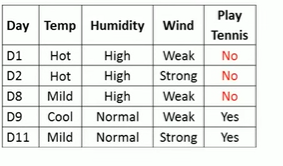 Day Temp Humidity Wind Play Tennis
D1 Hot High Weak No
D2 Hot High Strong No
D8 Mild High Weak No
D9 Cool Normal Weak Yes
D11 Mild Normal Strong Yes